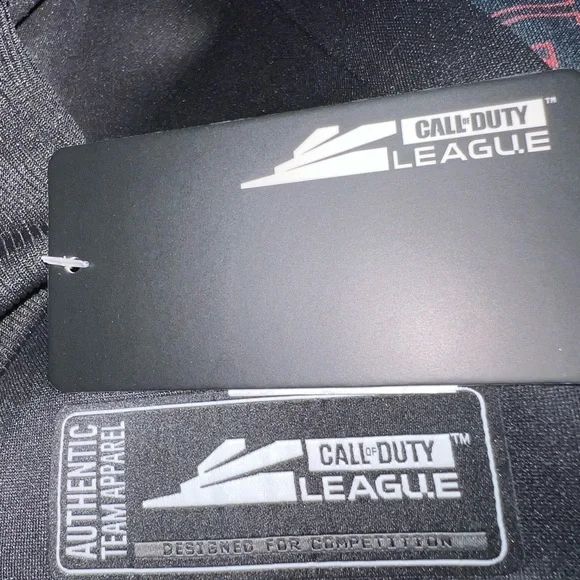 CALL OF DUTY™
LEAGUE
AUTHENTIC
TEAM APPAREL
CALL OF DUTY™
LEAGUE
DESIGNED FOR COMPETITION